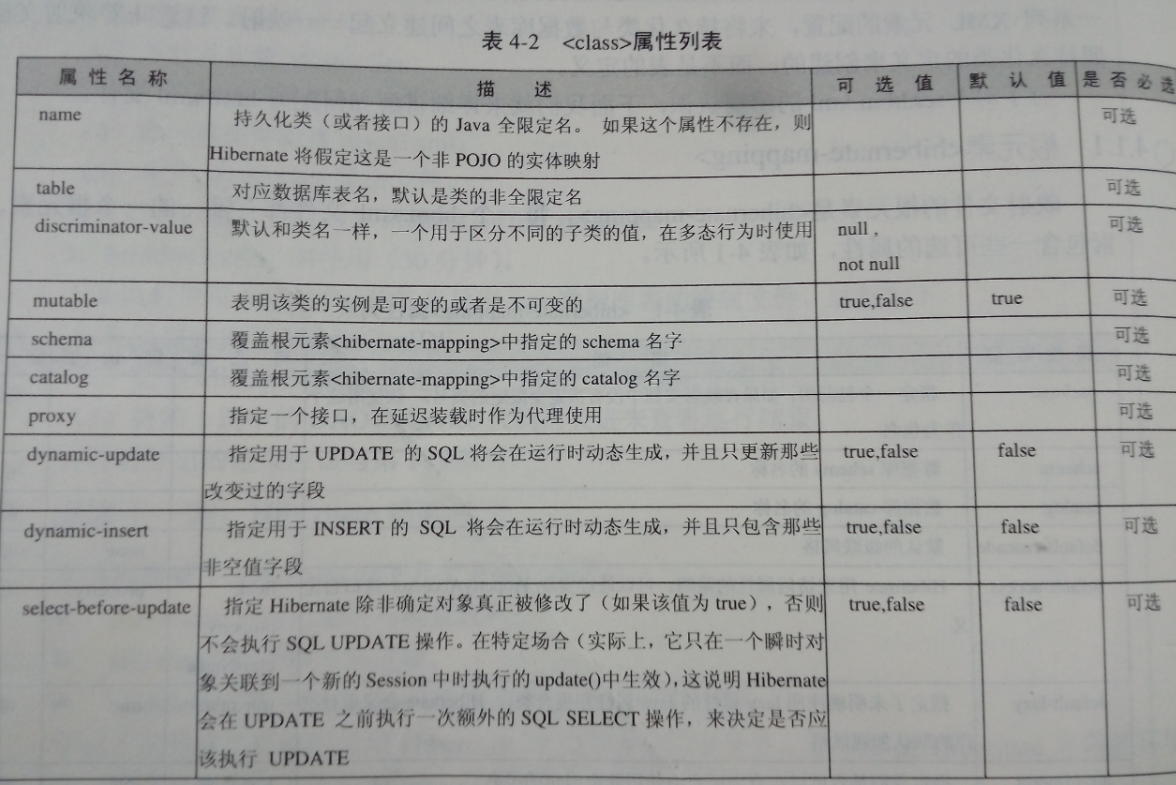 表 4-2 <class>属性列表
属性名称 描述 可选值 默认值 是否必选
name 持久化类（或者接口）的 Java 全限定名。 如果这个属性不存在，则 可选
Hibernate 将假定这是一个非 POJO 的实体映射
table 对应数据库表名，默认是类的非全限定名 可选
discriminator-value 默认和类名一样，一个用于区分不同的子类的值，在多态行为时使用 null , 可选
not null
mutable 表明该类的实例是可变的或者是不可变的 true,false true 可选
schema 覆盖根元素<hibernate-mapping>中指定的 schema 名字 可选
catalog 覆盖根元素<hibernate-mapping>中指定的 catalog 名字 可选
proxy 指定一个接口，在延迟装载时作为代理使用 可选
dynamic-update 指定用于 UPDATE 的 SQL 将会在运行时动态生成，并且只更新那些 true,false false 可选
改变过的字段
dynamic-insert 指定用于 INSERT 的 SQL 将会在运行时动态生成，并且只包含那些 true,false false 可选
非空值字段
select-before-update 指定 Hibernate 除非确定对象真正被修改了（如果该值为 true），否则 true,false false 可选
不会执行 SQL UPDATE 操作。在特定场合（实际上，它只在一个瞬时对
象关联到一个新的 Session 中时执行的 update()中生效），这说明 Hibernate
会在 UPDATE 之前执行一次额外的 SQL SELECT 操作，来决定是否应
该执行 UPDATE